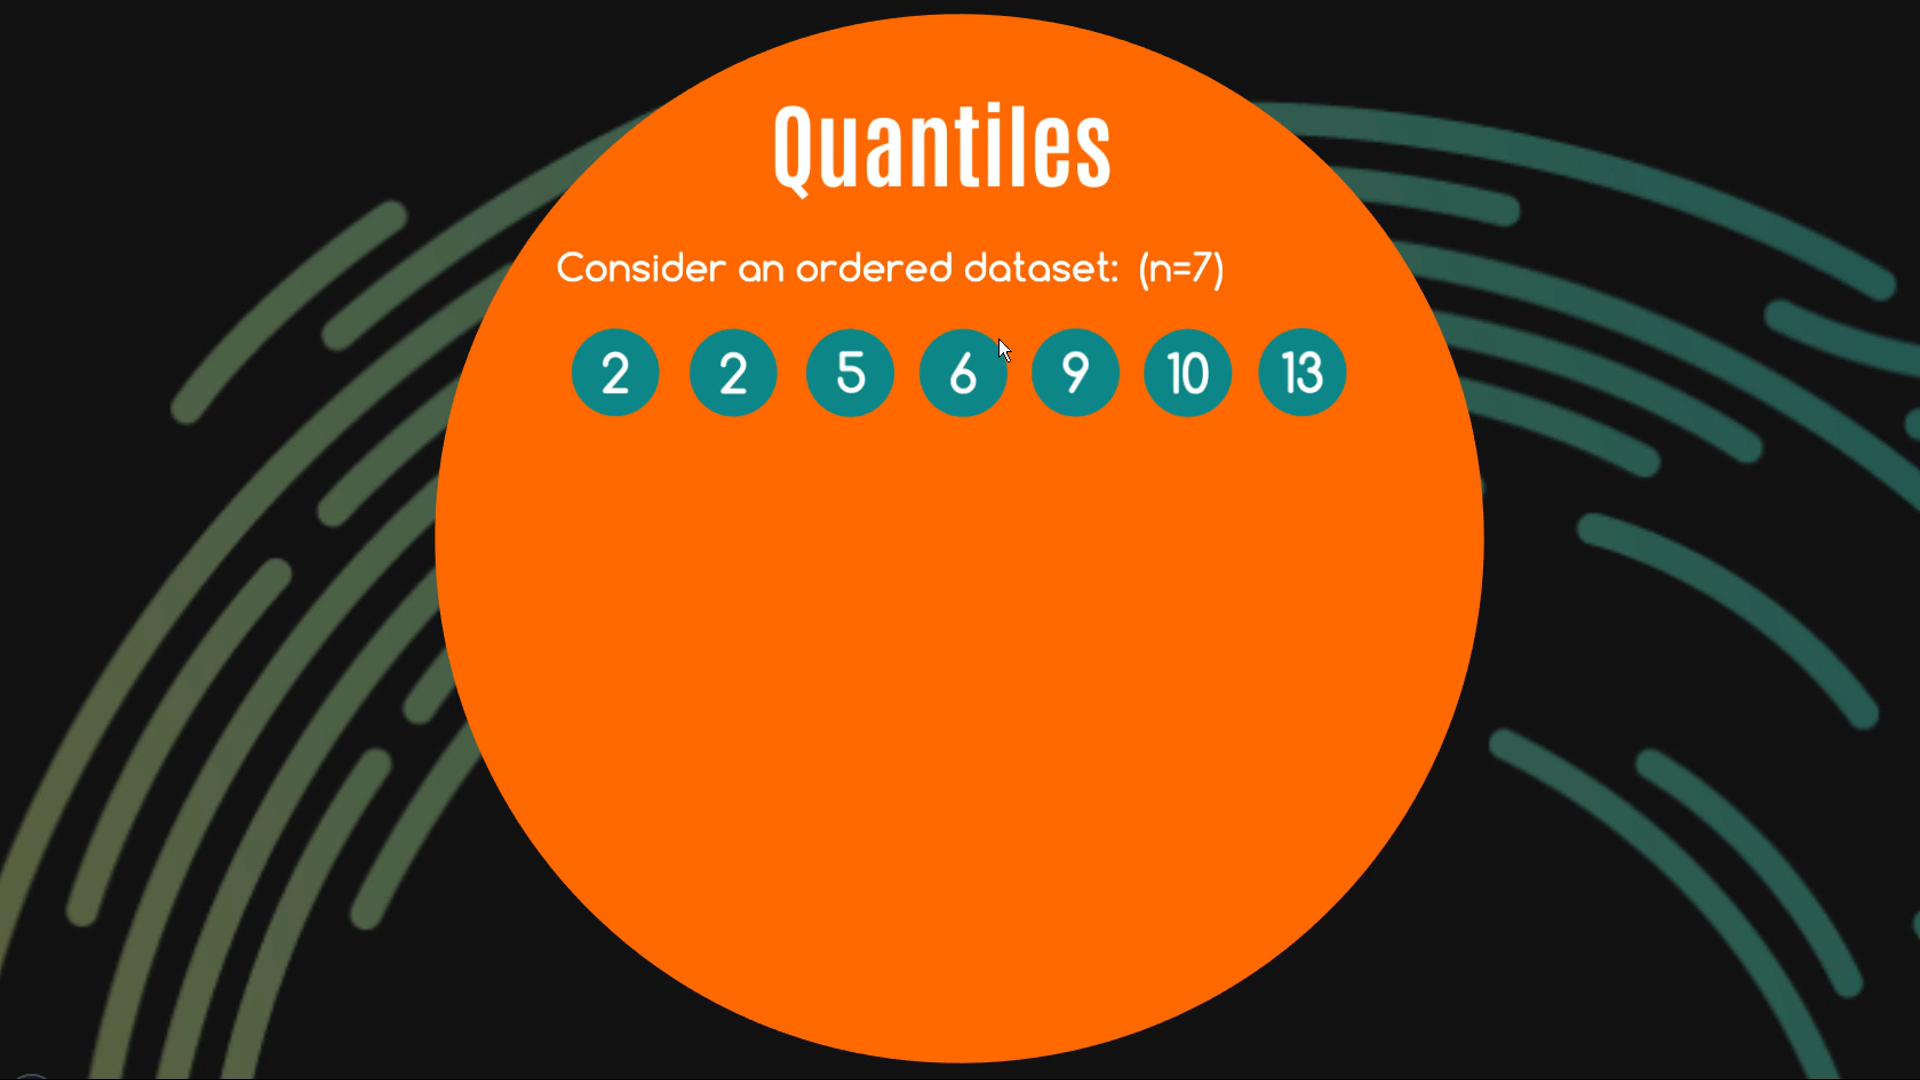 Quantiles
Consider an ordered dataset: (n=7)
2 2 5 6 9 10 13